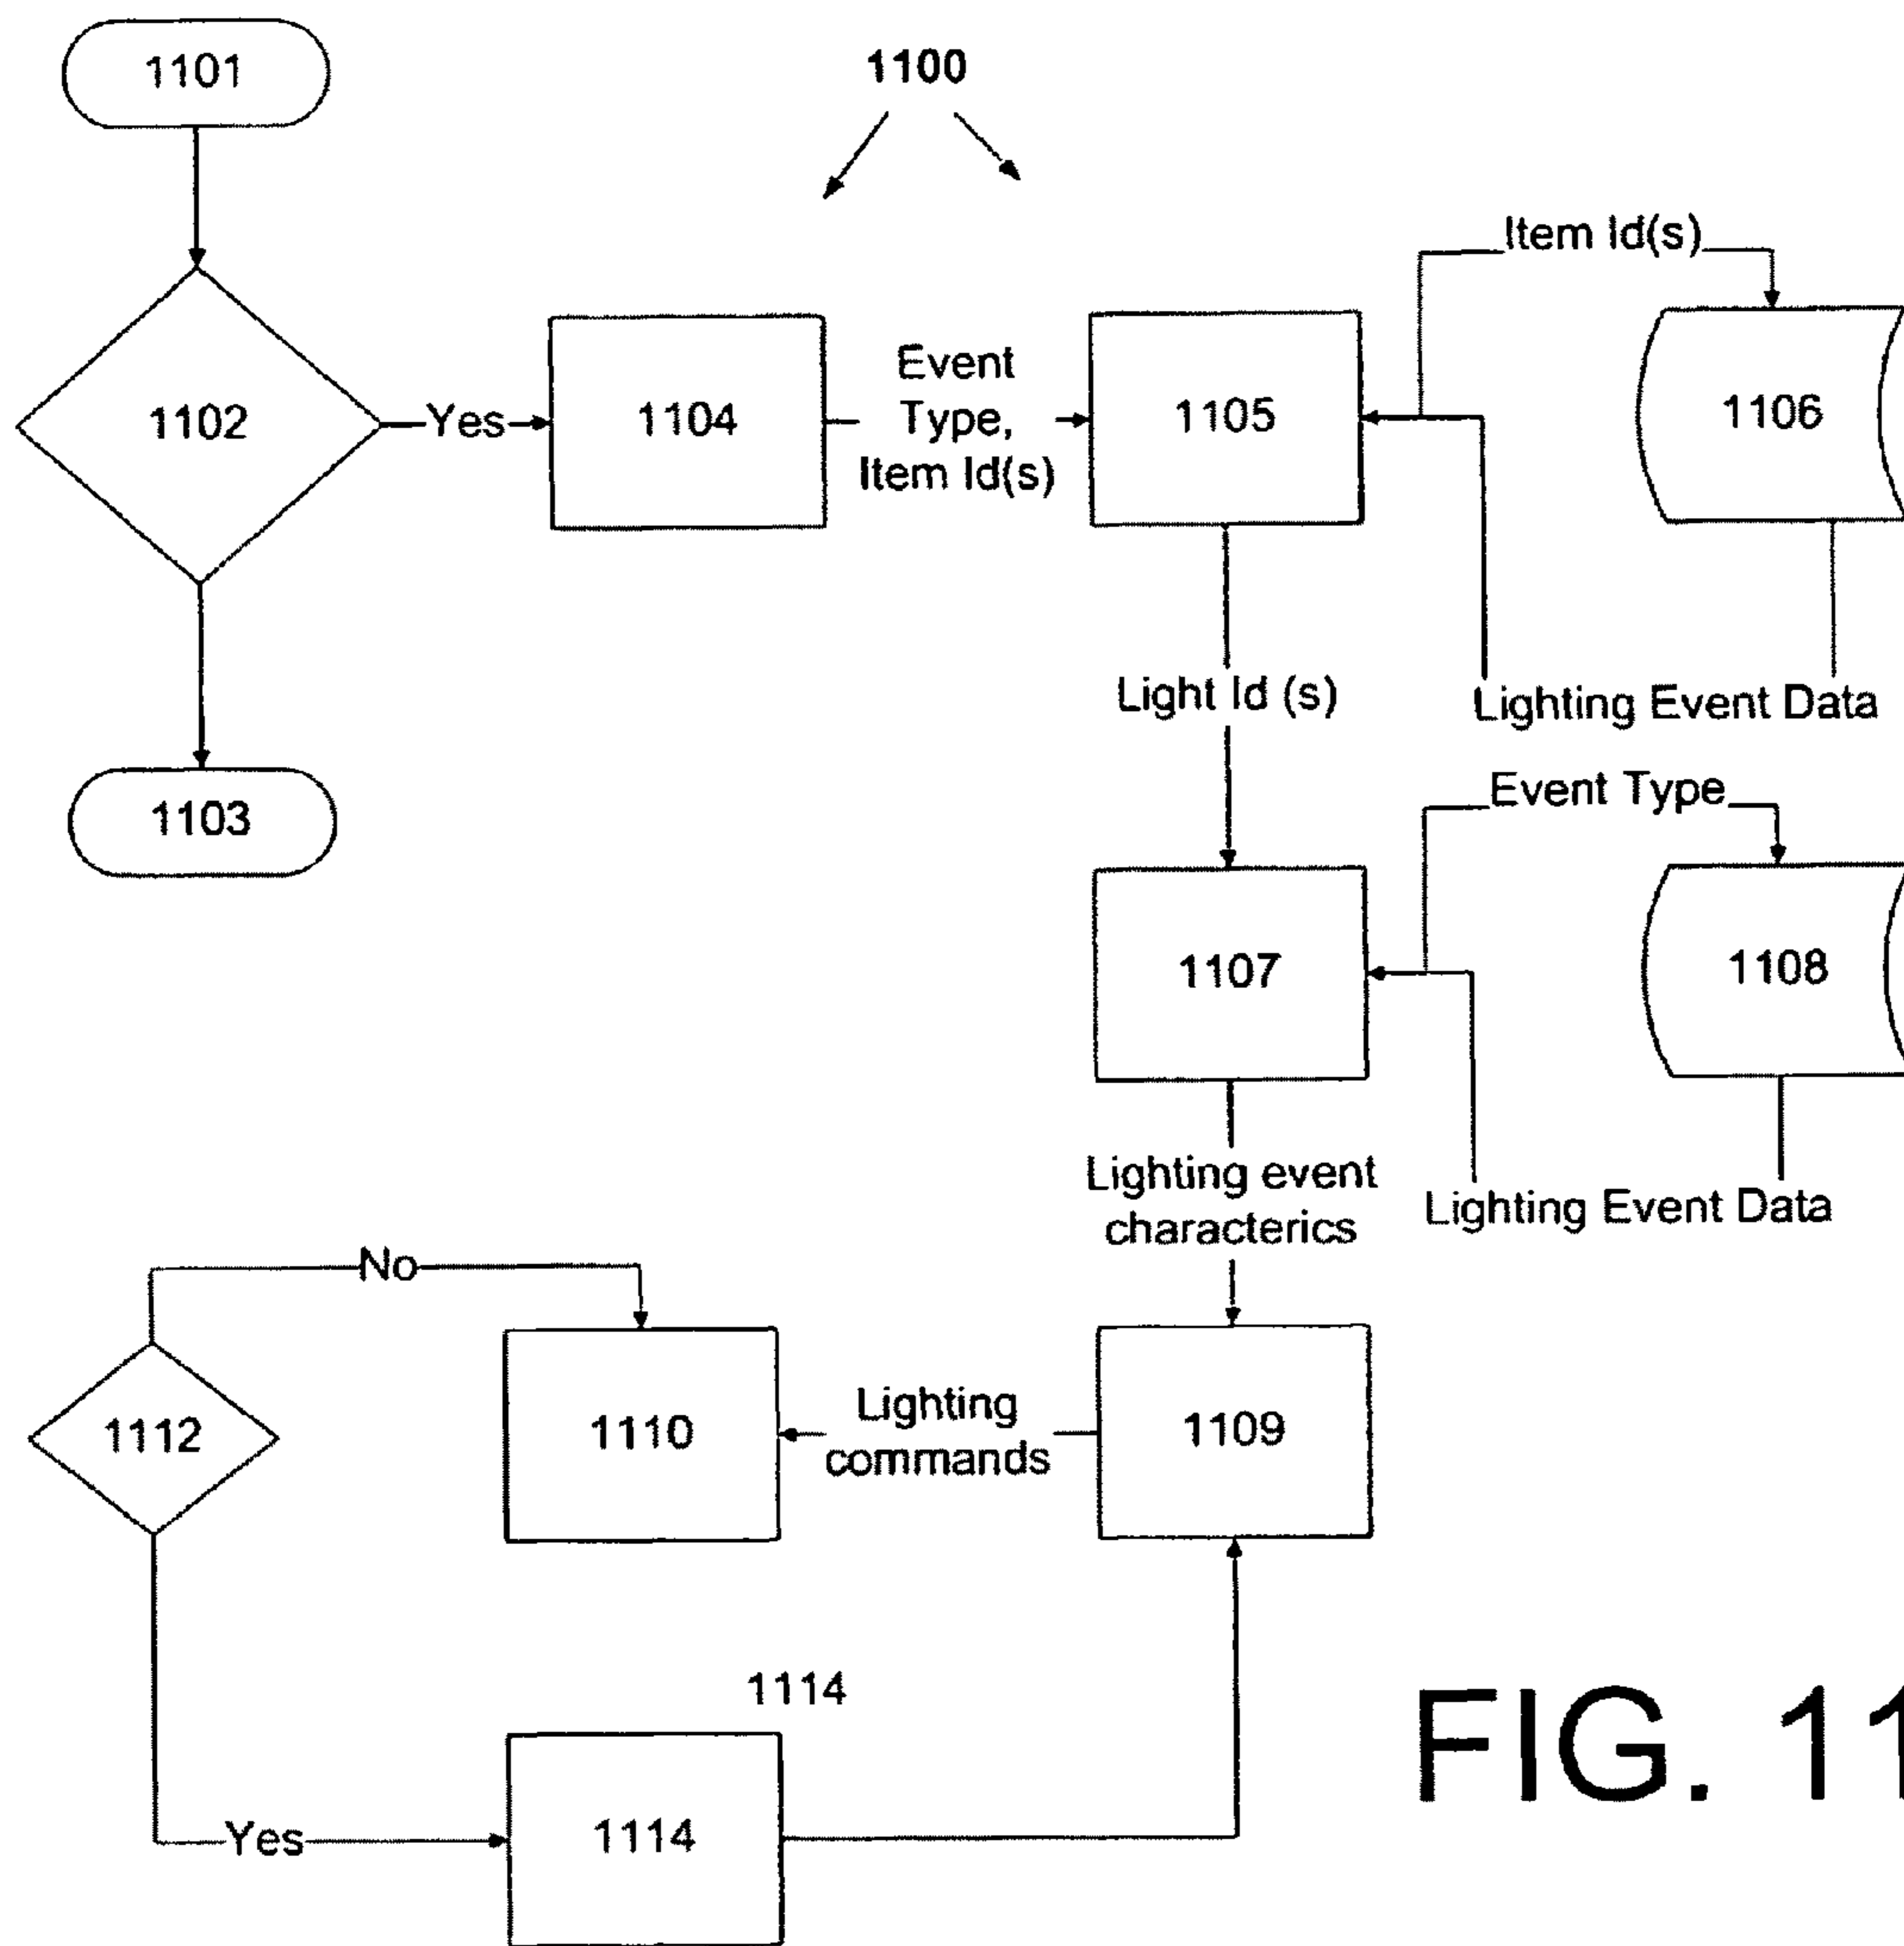 1101
1100
Item Id(s)
1102
Yes
1104
Event
Type,
Item Id(s)
1105
1106
Light Id (s)
Lighting Event Data
1103
Event Type
1107
1108
Lighting event
characterics
Lighting Event Data
No
1112
1110
Lighting
commands
1109
1114
Yes
1114
FIG. 11